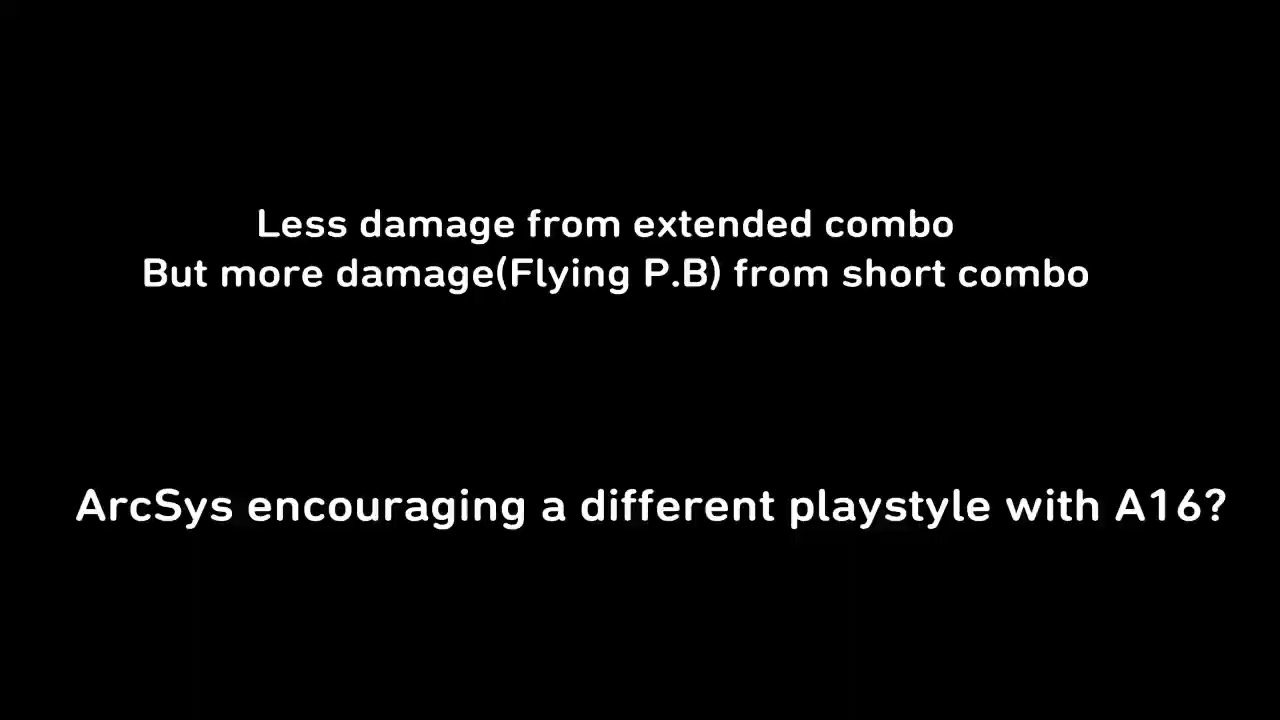 Less damage from extended combo
But more damage(Flying P.B) from short combo
ArcSys encouraging a different playstyle with A16?